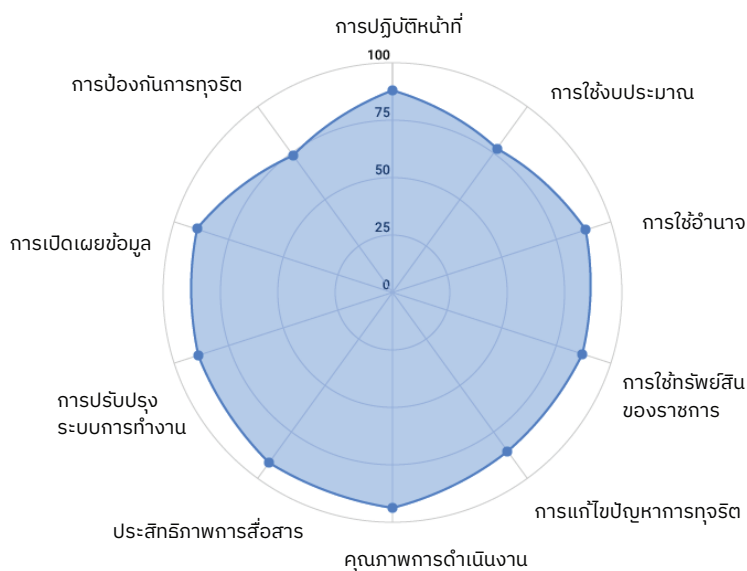 การปฏิบัติหน้าที่
100
การป้องกันการทุจริต
การใช้งบประมาณ
75
50
การใช้อำนาจ
25
การเปิดเผยข้อมูล
0
การใช้ทรัพย์สิน
ของราชการ
การปรับปรุง
ระบบการทำงาน
การแก้ไขปัญหาการทุจริต
ประสิทธิภาพการสื่อสาร
คุณภาพการดำเนินงาน